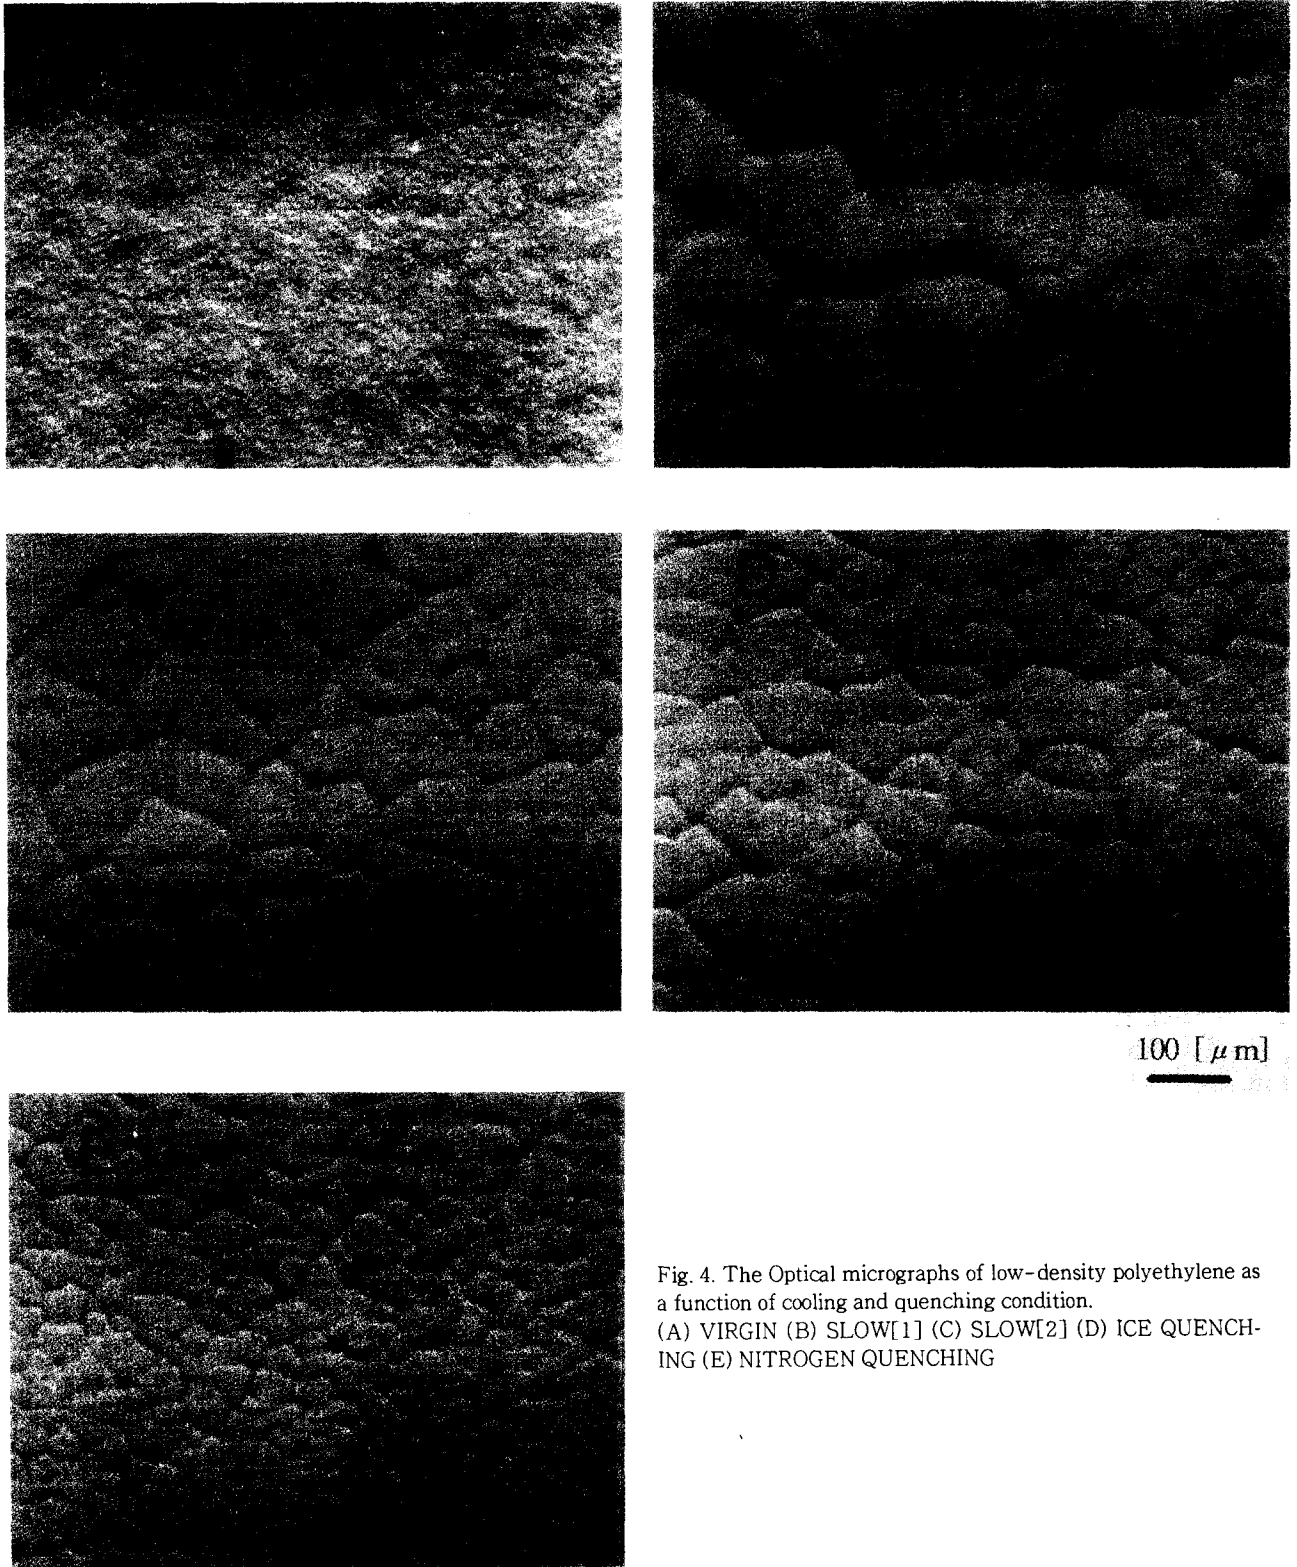 100 [μm]
Fig. 4. The Optical micrographs of low-density polyethylene as
a function of cooling and quenching condition.
(A) VIRGIN (B) SLOW[1] (C) SLOW[2] (D) ICE QUENCH-
ING (E) NITROGEN QUENCHING